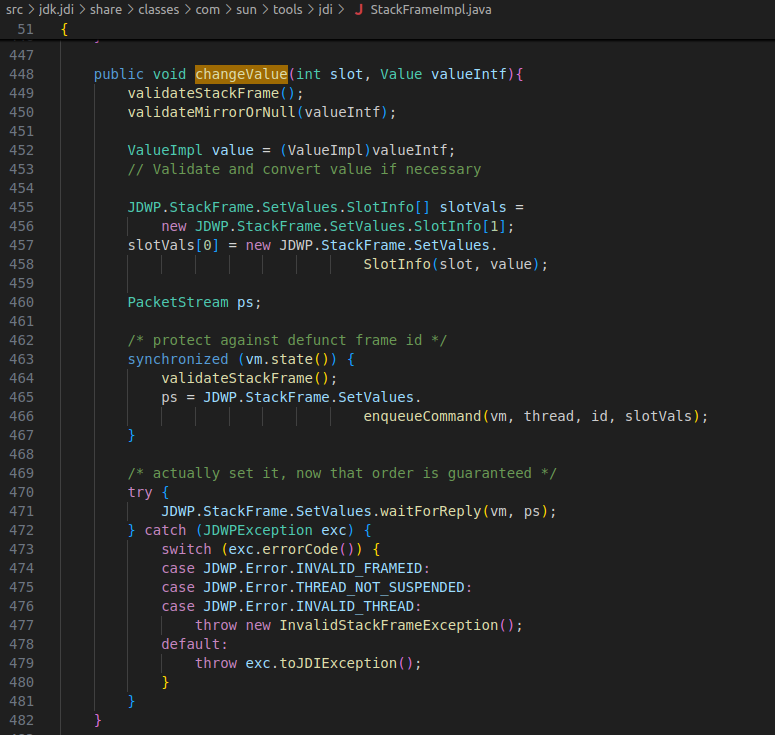 src > jdk.jdi > share > classes > com > sun > tools > jdi > J StackFrameImpl.java
51 {
447
448 public void changeValue(int slot, Value valueIntf){
449 validateStackFrame();
450 validateMirrorOrNull(valueIntf);
451
452 ValueImpl value = (ValueImpl)valueIntf;
453 // Validate and convert value if necessary
454
455 JDWP.StackFrame.SetValues.SlotInfo[] slotVals =
456 new JDWP.StackFrame.SetValues.SlotInfo[1];
457 slotVals[0] = new JDWP.StackFrame.SetValues.
458 SlotInfo(slot, value);
459
460 PacketStream ps;
461
462 /* protect against defunct frame id */
463 synchronized (vm.state()) {
464 validateStackFrame();
465 ps = JDWP.StackFrame.SetValues.
466 enqueueCommand(vm, thread, id, slotVals);
467 }
468
469 /* actually set it, now that order is guaranteed */
470 try {
471 JDWP.StackFrame.SetValues.waitForReply(vm, ps);
472 } catch (JDWPException exc) {
473 switch (exc.errorCode()) {
474 case JDWP.Error.INVALID_FRAMEID:
475 case JDWP.Error.THREAD_NOT_SUSPENDED:
476 case JDWP.Error.INVALID_THREAD:
477 throw new InvalidStackFrameException();
478 default:
479 throw exc.toJDIException();
480 }
481 }
482 }